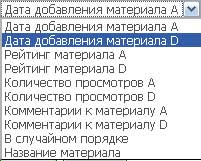 Дата добавления материала A
Дата добавления материала A
Дата добавления материала D
Рейтинг материала A
Рейтинг материала D
Количество просмотров A
Количество просмотров D
Комментарии к материалу A
Комментарии к материалу D
В случайном порядке
Название материала